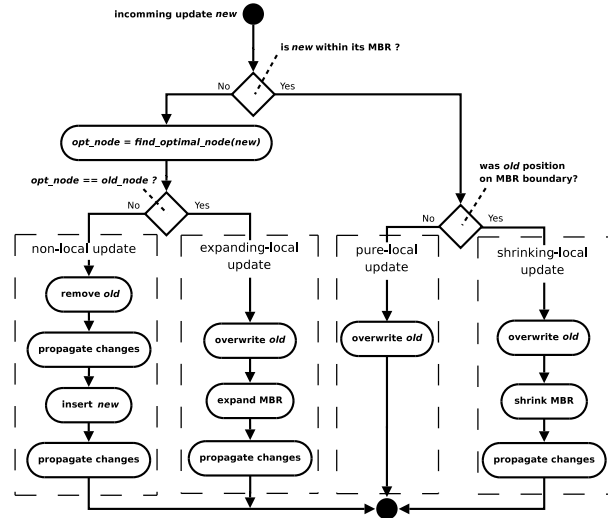 incomming update new
is new within its MBR ?
No
Yes
opt_node = find_optimal_node(new)
opt_node == old_node ?
was old position
on MBR boundary?
No
Yes
No
Yes
non-local update
expanding-local
update
pure-local
update
shrinking-local
update
remove old
propagate changes
insert new
propagate changes
overwrite old
expand MBR
propagate changes
overwrite old
overwrite old
shrink MBR
propagate changes